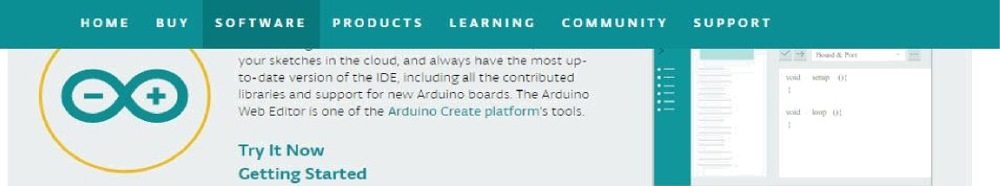 HOME BUY SOFTWARE PRODUCTS LEARNING COMMUNITY SUPPORT
your sketches in the cloud, and always have the most up-
to-date version of the IDE, including all the contributed
libraries and support for new Arduino boards. The Arduino
Web Editor is one of the Arduino Create platform's tools.
Try It Now
Getting Started
Board & Port
void setup (){
}
void loop (){
}